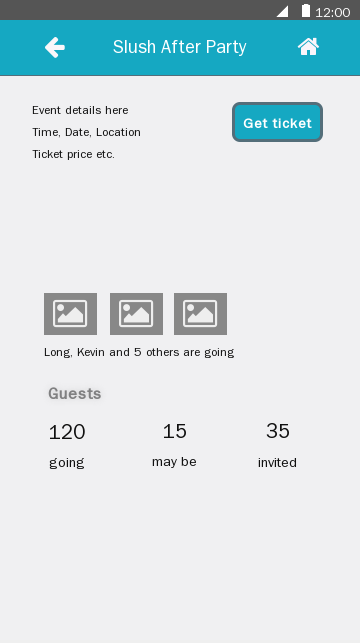 12:00
Slush After Party
Event details here
Get ticket
Time, Date, Location
Ticket price etc.
Long, Kevin and 5 others are going
Guests
120 15 35
going may be invited